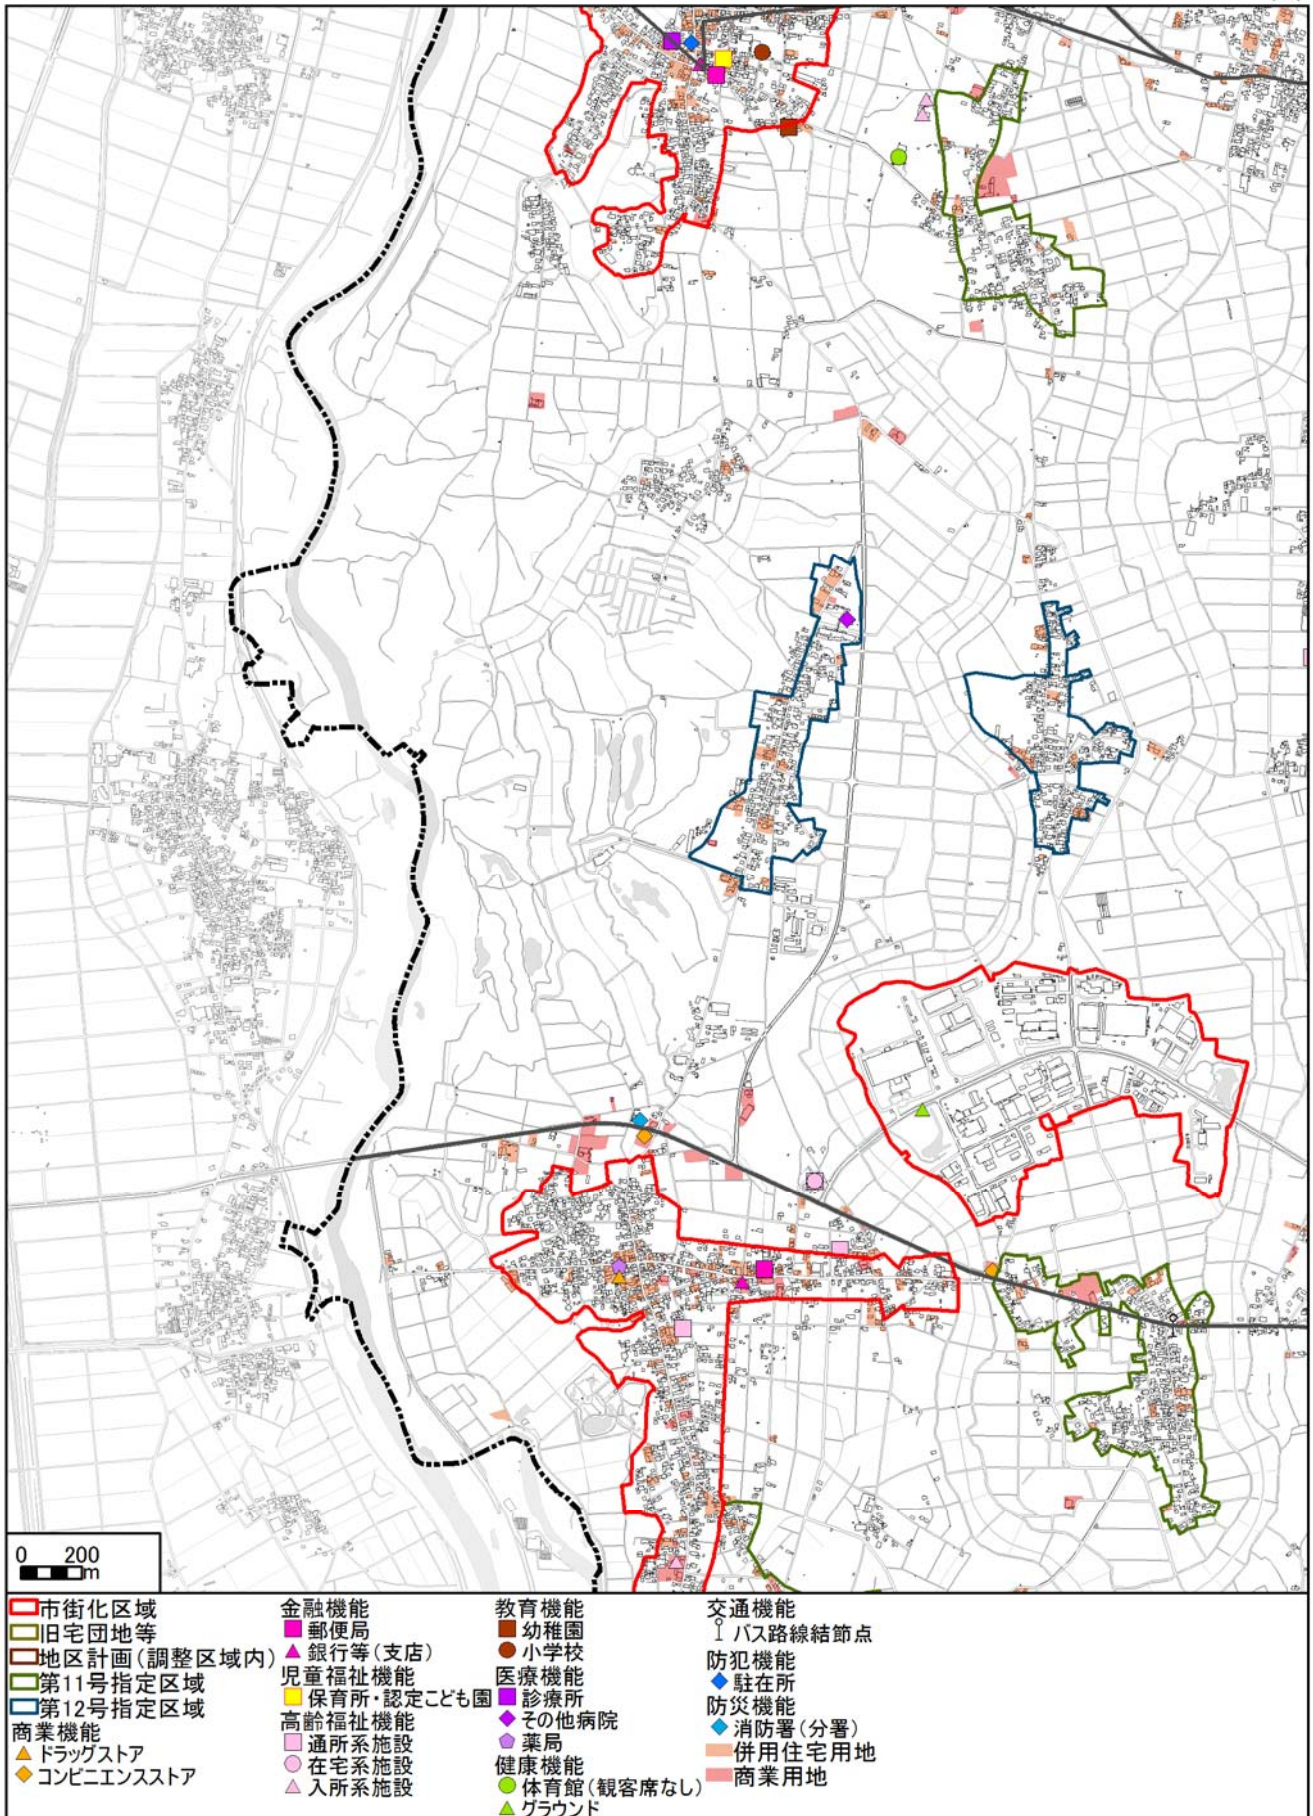 0 200
m
市街化区域
旧宅団地等
地区計画(調整区域内)
第11号指定区域
第12号指定区域
商業機能
ドラッグストア
コンビニエンスストア
金融機能
郵便局
銀行等(支店)
児童福祉機能
保育所・認定こども園
高齢福祉機能
通所系施設
在宅系施設
入所系施設
教育機能
幼稚園
小学校
医療機能
診療所
その他病院
薬局
健康機能
体育館(観客席なし)
グラウンド
交通機能
バス路線結節点
防犯機能
駐在所
防災機能
消防署(分署)
併用住宅用地
商業用地